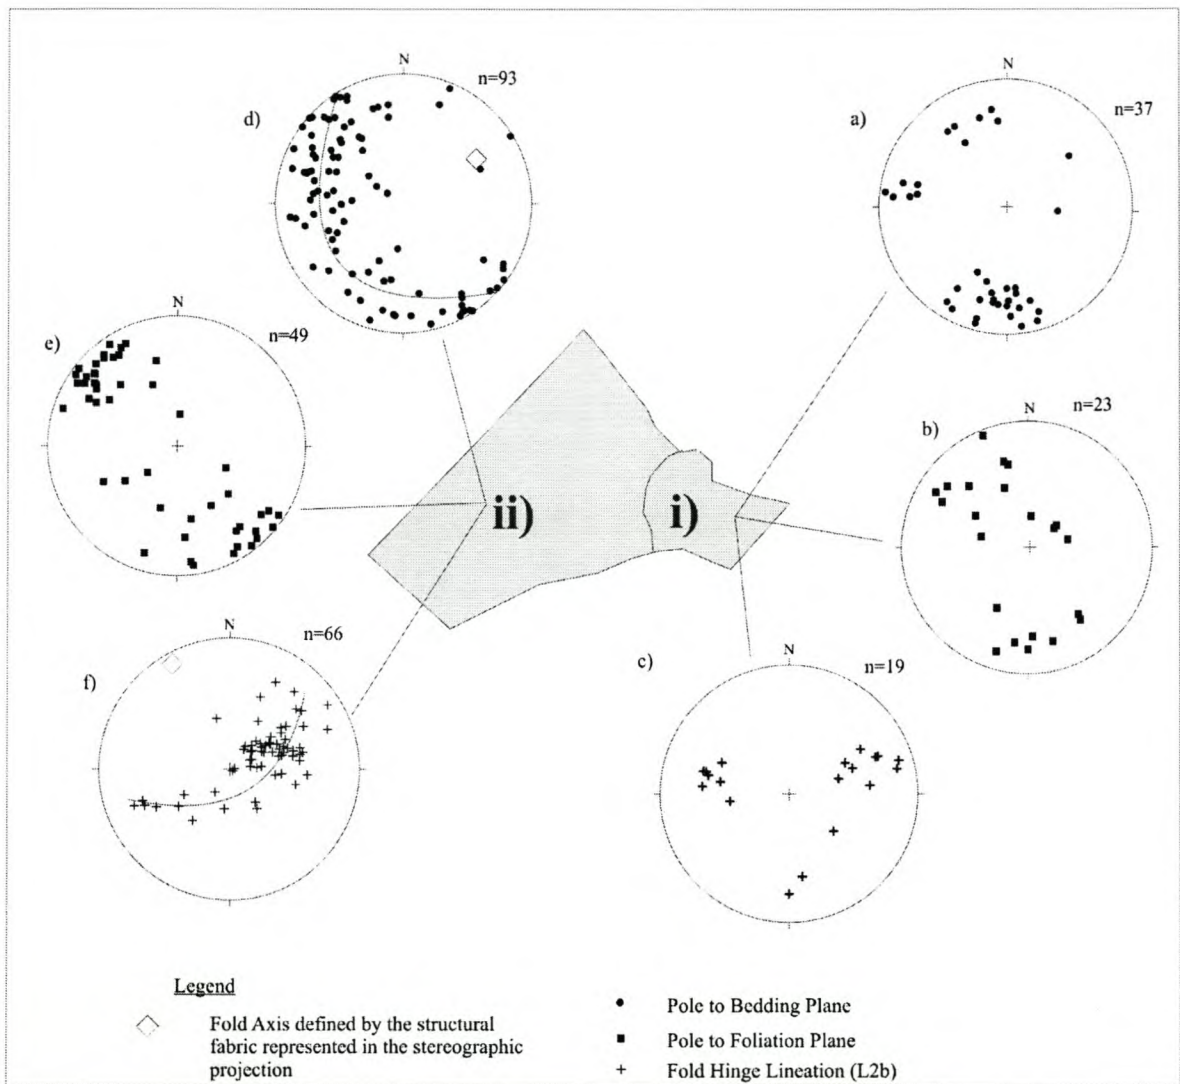 N
n=93
d)
N
n=37
a)
N
n=49
e)
N
n=23
b)
ii)
i)
N
n=66
f)
N
n=19
c)
Legend
Fold Axis defined by the structural
fabric represented in the stereographic
projection
Pole to Bedding Plane
Pole to Foliation Plane
Fold Hinge Lineation (L2b)